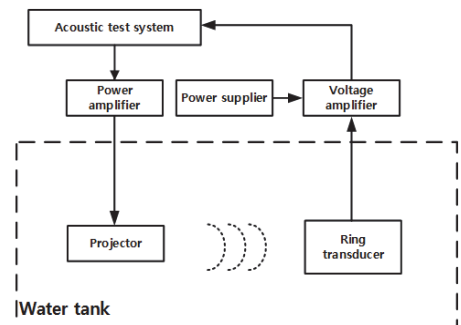 Acoustic test system
Power
amplifier
Power supplier
Voltage
amplifier
Projector
Ring
transducer
Water tank